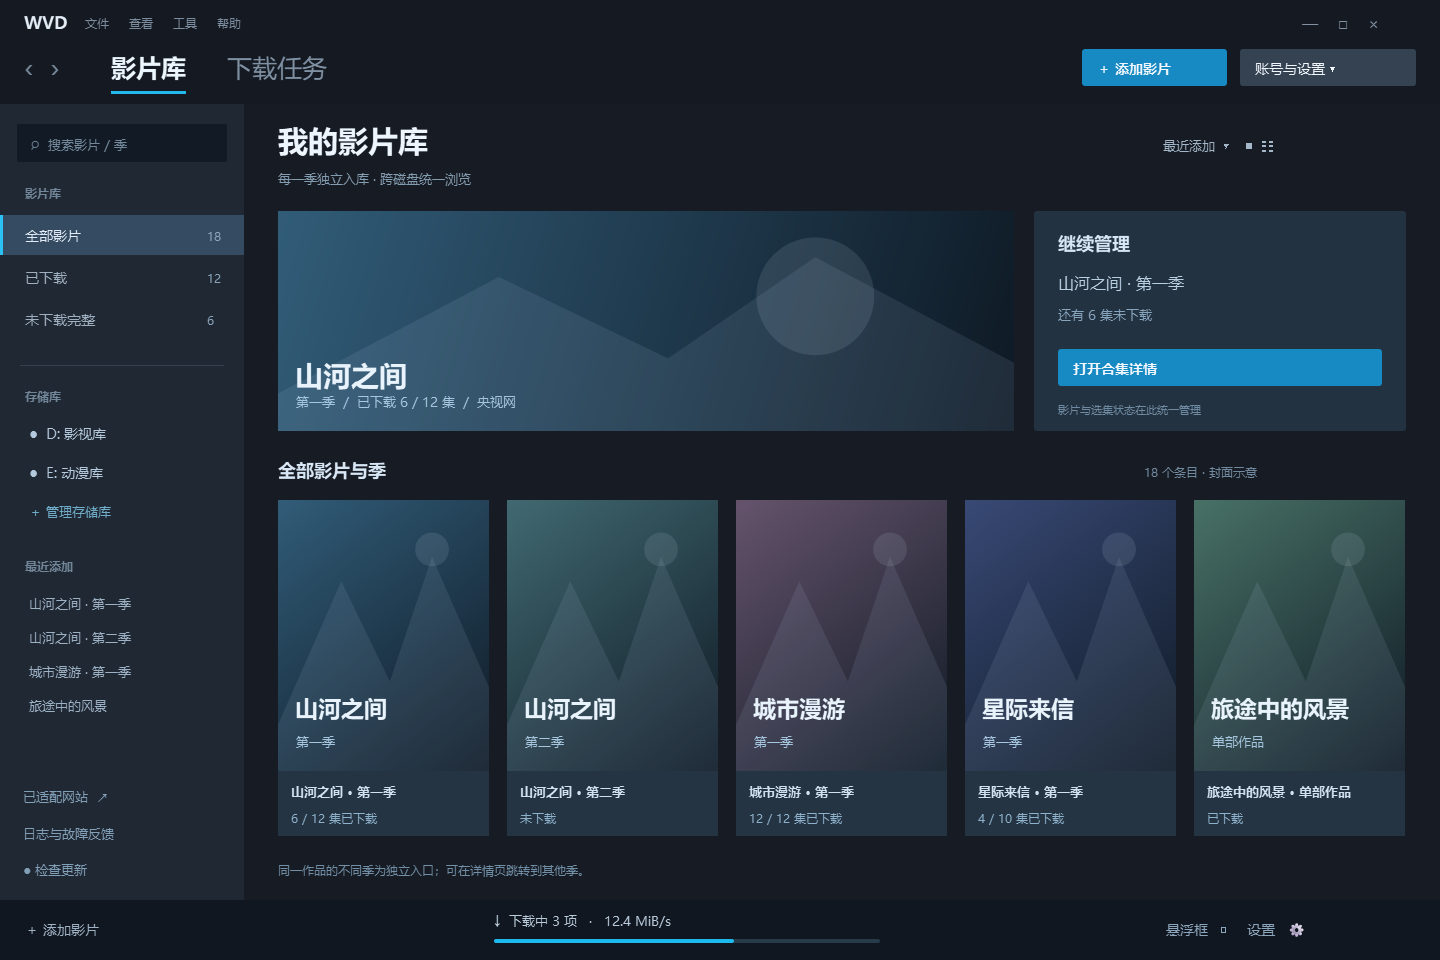 WVD 文件 查看 工具 帮助
影片库 下载任务
+ 添加影片
账号与设置 ▾
搜索影片 / 季
影片库
全部影片 18
已下载 12
未下载完整 6
存储库
● D: 影视库
● E: 动漫库
+ 管理存储库
最近添加
山河之间 · 第一季
山河之间 · 第二季
城市漫游 · 第一季
旅途中的风景
已适配网站 ↗
日志与故障反馈
● 检查更新
我的影片库
每一季独立入库 · 跨磁盘统一浏览
最近添加 ▾
山河之间
第一季 / 已下载 6 / 12 集 / 央视网
继续管理
山河之间 · 第一季
还有 6 集未下载
打开合集详情
影片与选集状态在此统一管理
全部影片与季
18 个条目 · 封面示意
山河之间
第一季
山河之间 • 第一季
6 / 12 集已下载
山河之间
第二季
山河之间 • 第二季
未下载
城市漫游
第一季
城市漫游 • 第一季
12 / 12 集已下载
星际来信
第一季
星际来信 • 第一季
4 / 10 集已下载
旅途中的风景
单部作品
旅途中的风景 • 单部作品
已下载
同一作品的不同季为独立入口；可在详情页跳转到其他季。
+ 添加影片
↓ 下载中 3 项 · 12.4 MiB/s
悬浮框
设置